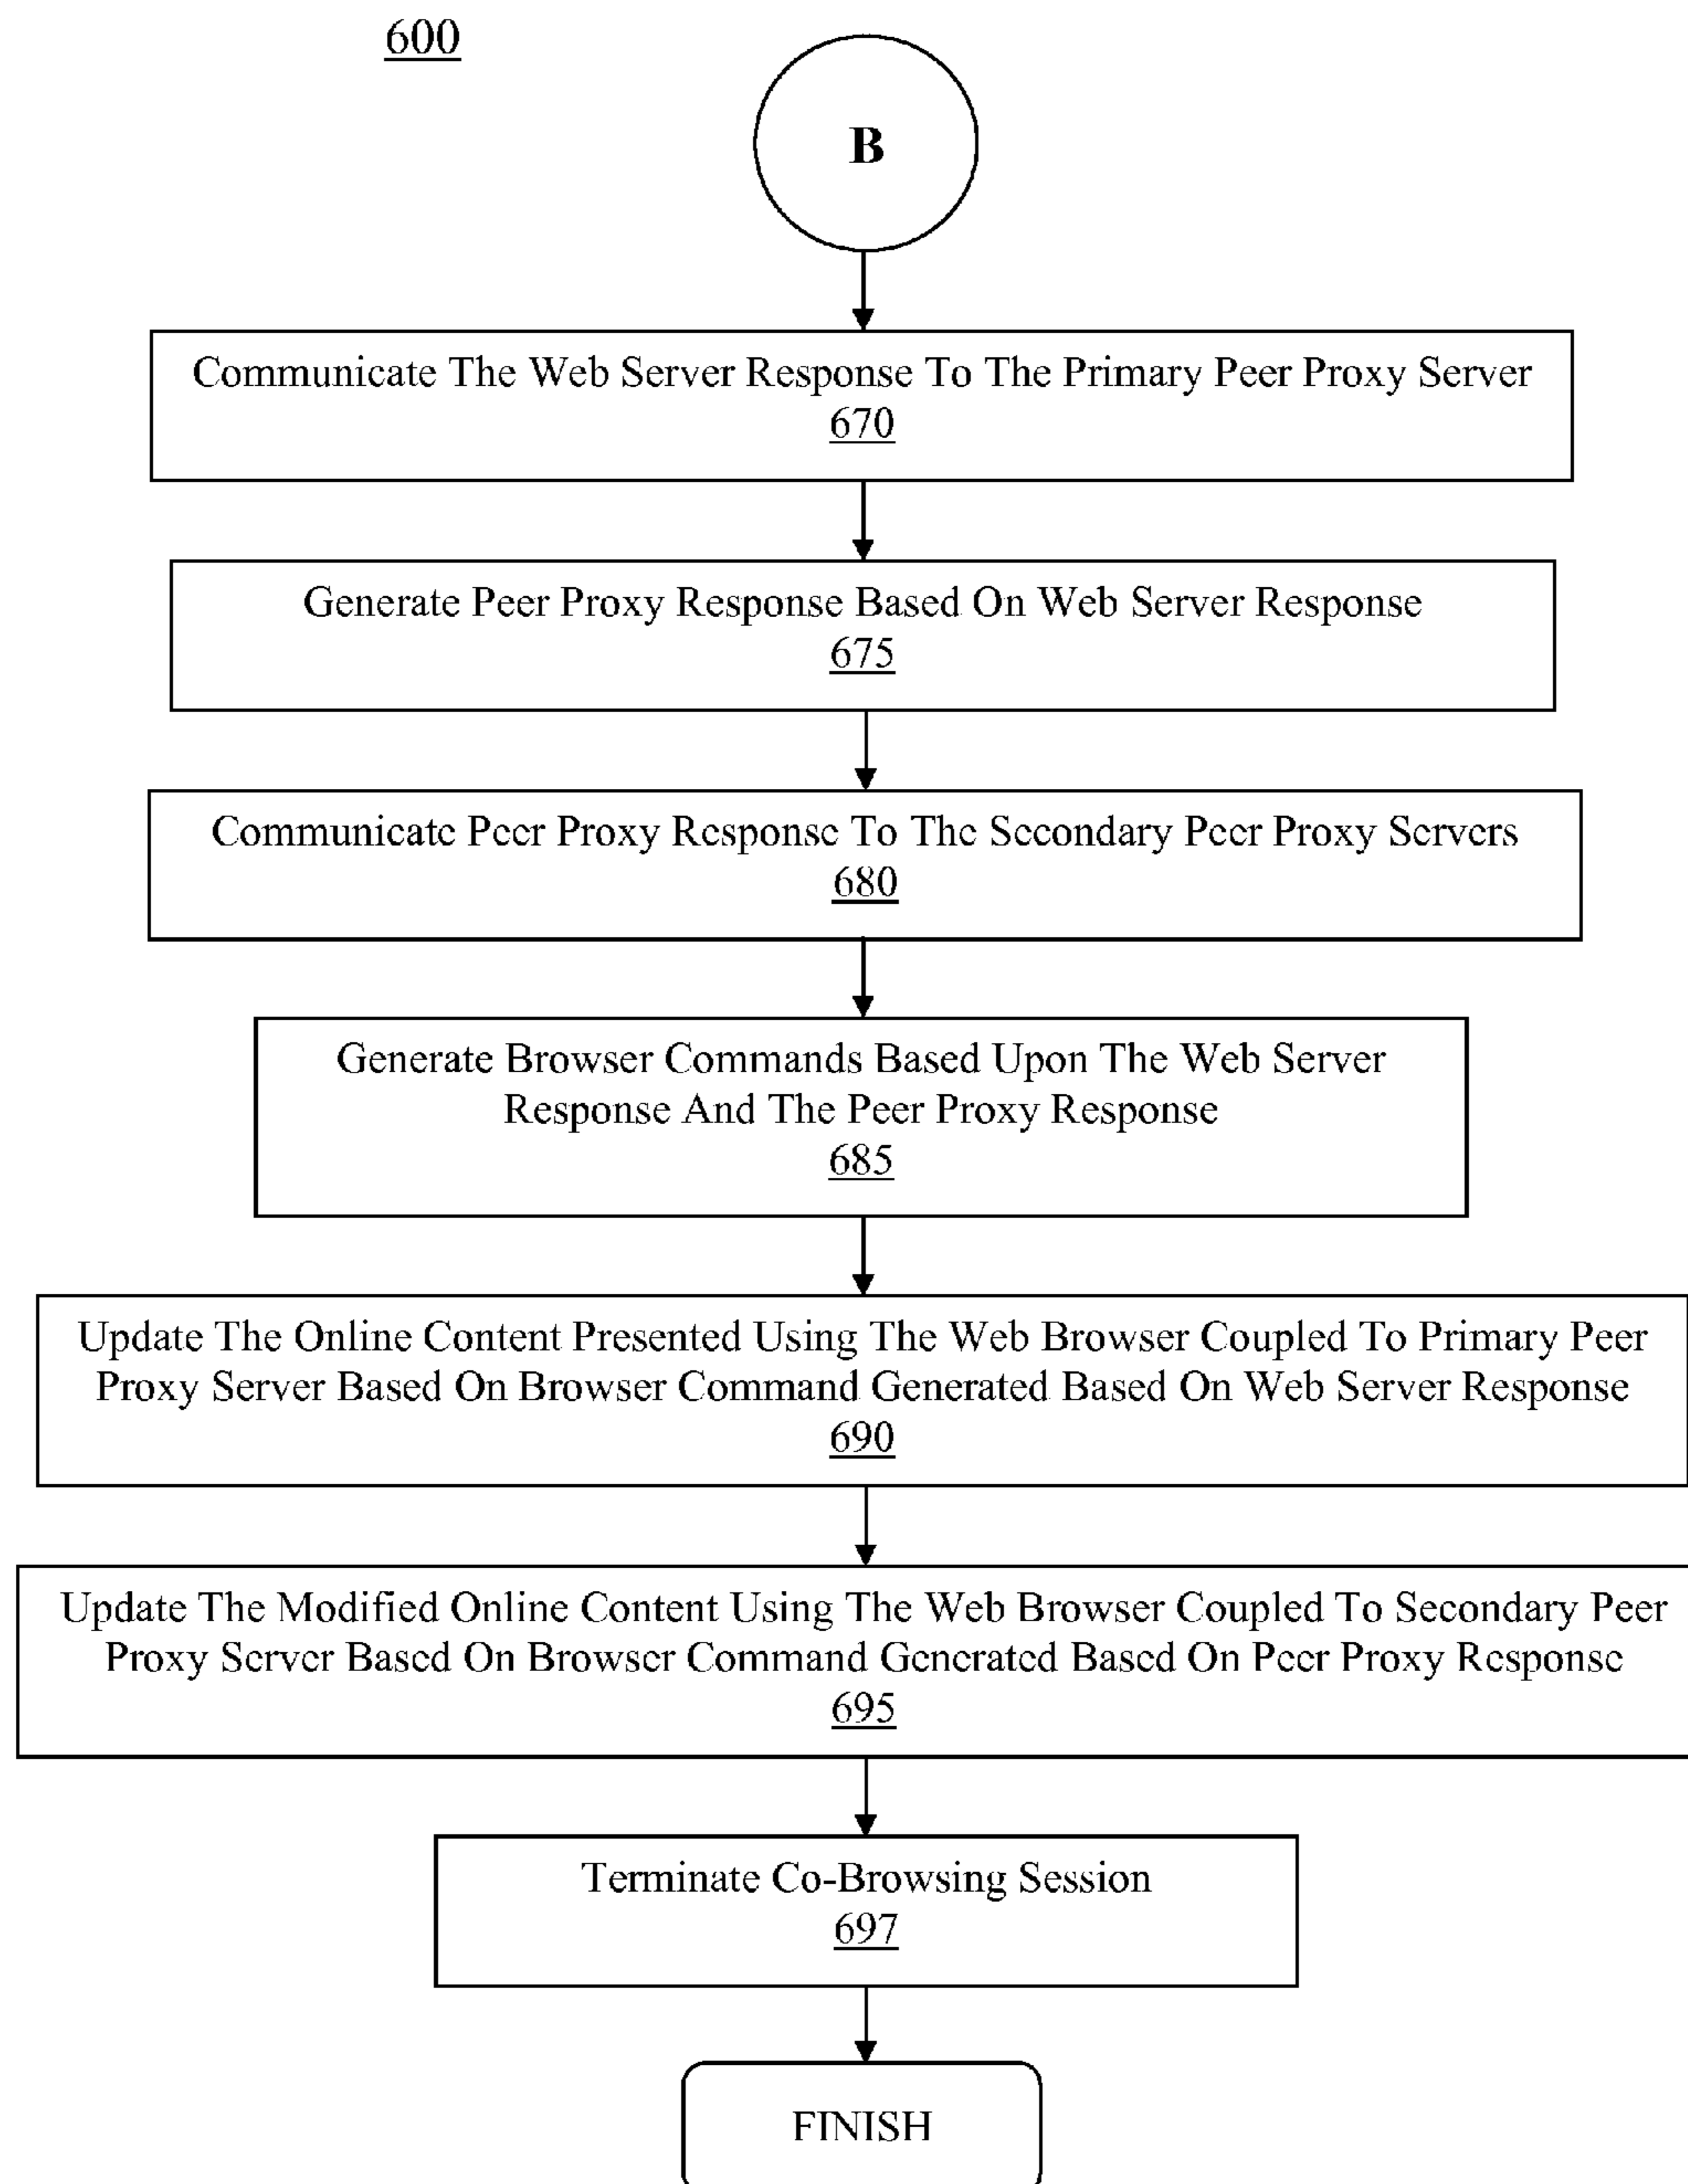 600
B
Communicate The Web Server Response To The Primary Peer Proxy Server
670
Generate Peer Proxy Response Based On Web Server Response
675
Communicate Peer Proxy Response To The Secondary Peer Proxy Servers
680
Generate Browser Commands Based Upon The Web Server
Response And The Peer Proxy Response
685
Update The Online Content Presented Using The Web Browser Coupled To Primary Peer
Proxy Server Based On Browser Command Generated Based On Web Server Response
690
Update The Modified Online Content Using The Web Browser Coupled To Secondary Peer
Proxy Server Based On Browser Command Generated Based On Peer Proxy Response
695
Terminate Co-Browsing Session
697
FINISH